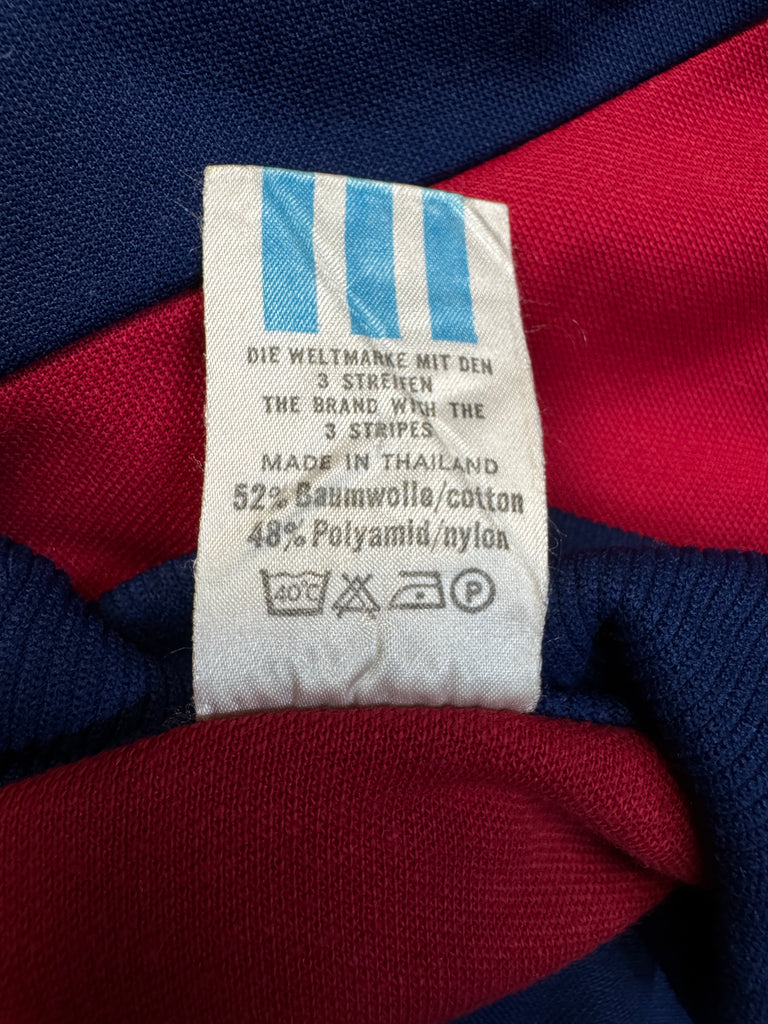 DIE WELTMARKE MIT DEN
3 STREIFEN
THE BRAND WITH THE
3 STRIPES
MADE IN THAILAND
52% Baumwolle/cotton
48% Polyamid/nylon
40°C P